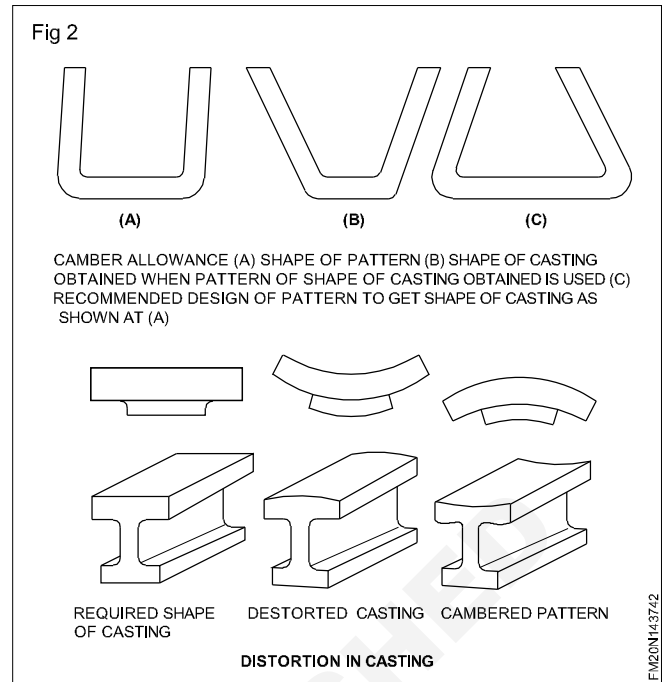 Fig 2
(A) (B) (C)
CAMBER ALLOWANCE (A) SHAPE OF PATTERN (B) SHAPE OF CASTING
OBTAINED WHEN PATTERN OF SHAPE OF CASTING OBTAINED IS USED (C)
RECOMMENDED DESIGN OF PATTERN TO GET SHAPE OF CASTING AS
SHOWN AT (A)
REQUIRED SHAPE
OF CASTING
DESTORTED CASTING
CAMBERED PATTERN
DISTORTION IN CASTING
FM20N143742